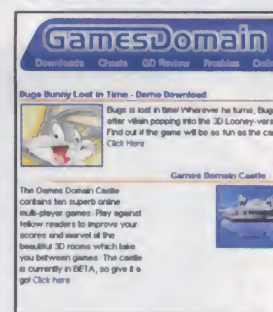 GamesDomain
Downloads Cheats GD Review Freebies Onli
Bugs Bunny Lost in Time - Demo Download
Bugs is lost in time! Wherever he turns, Bug
after villain popping into the 3D Looney-vers
Find out if the game will be as fun as the ca
Click Here
Games Domain Castle -
The Games Domain Castle
contains ten superb online
multi-player games. Play against
fellow readers to improve your
scores and marvel at the
beautiful 3D rooms which take
you between games. The castle
is currently in BETA, so give it a
go! Click here